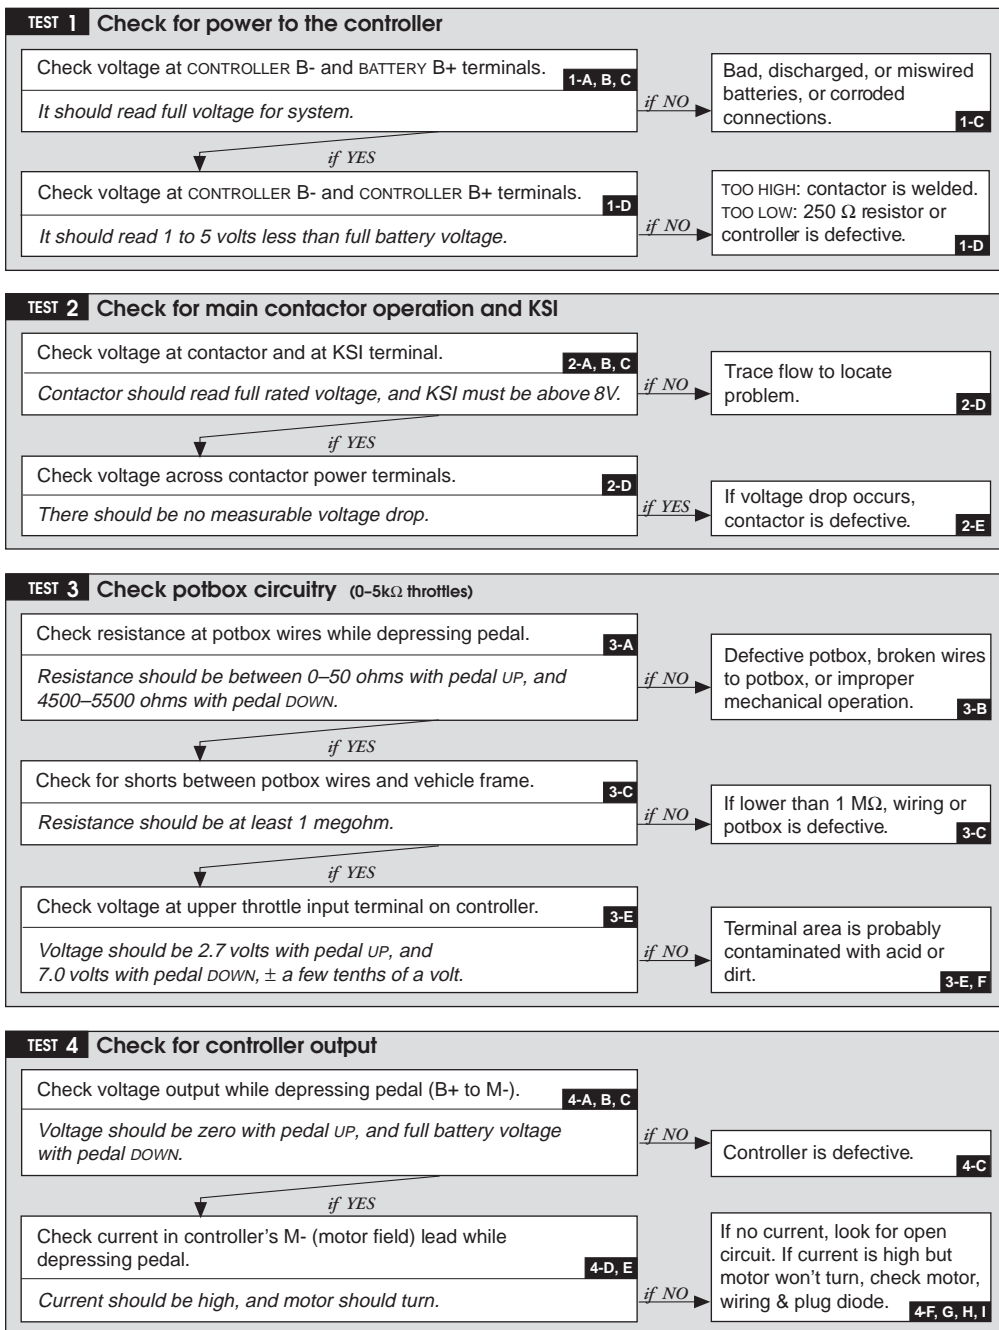 TEST 1 Check for power to the controller
Check voltage at CONTROLLER B- and BATTERY B+ terminals.
1-A, B, C
It should read full voltage for system.
if NO
Bad, discharged, or miswired
batteries, or corroded
connections.
1-C
if YES
Check voltage at CONTROLLER B- and CONTROLLER B+ terminals.
1-D
It should read 1 to 5 volts less than full battery voltage.
if NO
TOO HIGH: contactor is welded.
TOO LOW: 250 Ω resistor or
controller is defective.
1-D
TEST 2 Check for main contactor operation and KSI
Check voltage at contactor and at KSI terminal.
2-A, B, C
Contactor should read full rated voltage, and KSI must be above 8V.
if NO
Trace flow to locate
problem.
2-D
if YES
Check voltage across contactor power terminals.
2-D
There should be no measurable voltage drop.
if YES
If voltage drop occurs,
contactor is defective.
2-E
TEST 3 Check potbox circuitry (0–5kΩ throttles)
Check resistance at potbox wires while depressing pedal.
3-A
Resistance should be between 0–50 ohms with pedal UP, and
4500–5500 ohms with pedal DOWN.
if NO
Defective potbox, broken wires
to potbox, or improper
mechanical operation.
3-B
if YES
Check for shorts between potbox wires and vehicle frame.
3-C
Resistance should be at least 1 megohm.
if NO
If lower than 1 MΩ, wiring or
potbox is defective.
3-C
if YES
Check voltage at upper throttle input terminal on controller.
3-E
Voltage should be 2.7 volts with pedal UP, and
7.0 volts with pedal DOWN, ± a few tenths of a volt.
if NO
Terminal area is probably
contaminated with acid or
dirt.
3-E, F
TEST 4 Check for controller output
Check voltage output while depressing pedal (B+ to M-).
4-A, B, C
Voltage should be zero with pedal UP, and full battery voltage
with pedal DOWN.
if NO
Controller is defective.
4-C
if YES
Check current in controller's M- (motor field) lead while
depressing pedal.
4-D, E
Current should be high, and motor should turn.
if NO
If no current, look for open
circuit. If current is high but
motor won't turn, check motor,
wiring & plug diode.
4-F, G, H, I